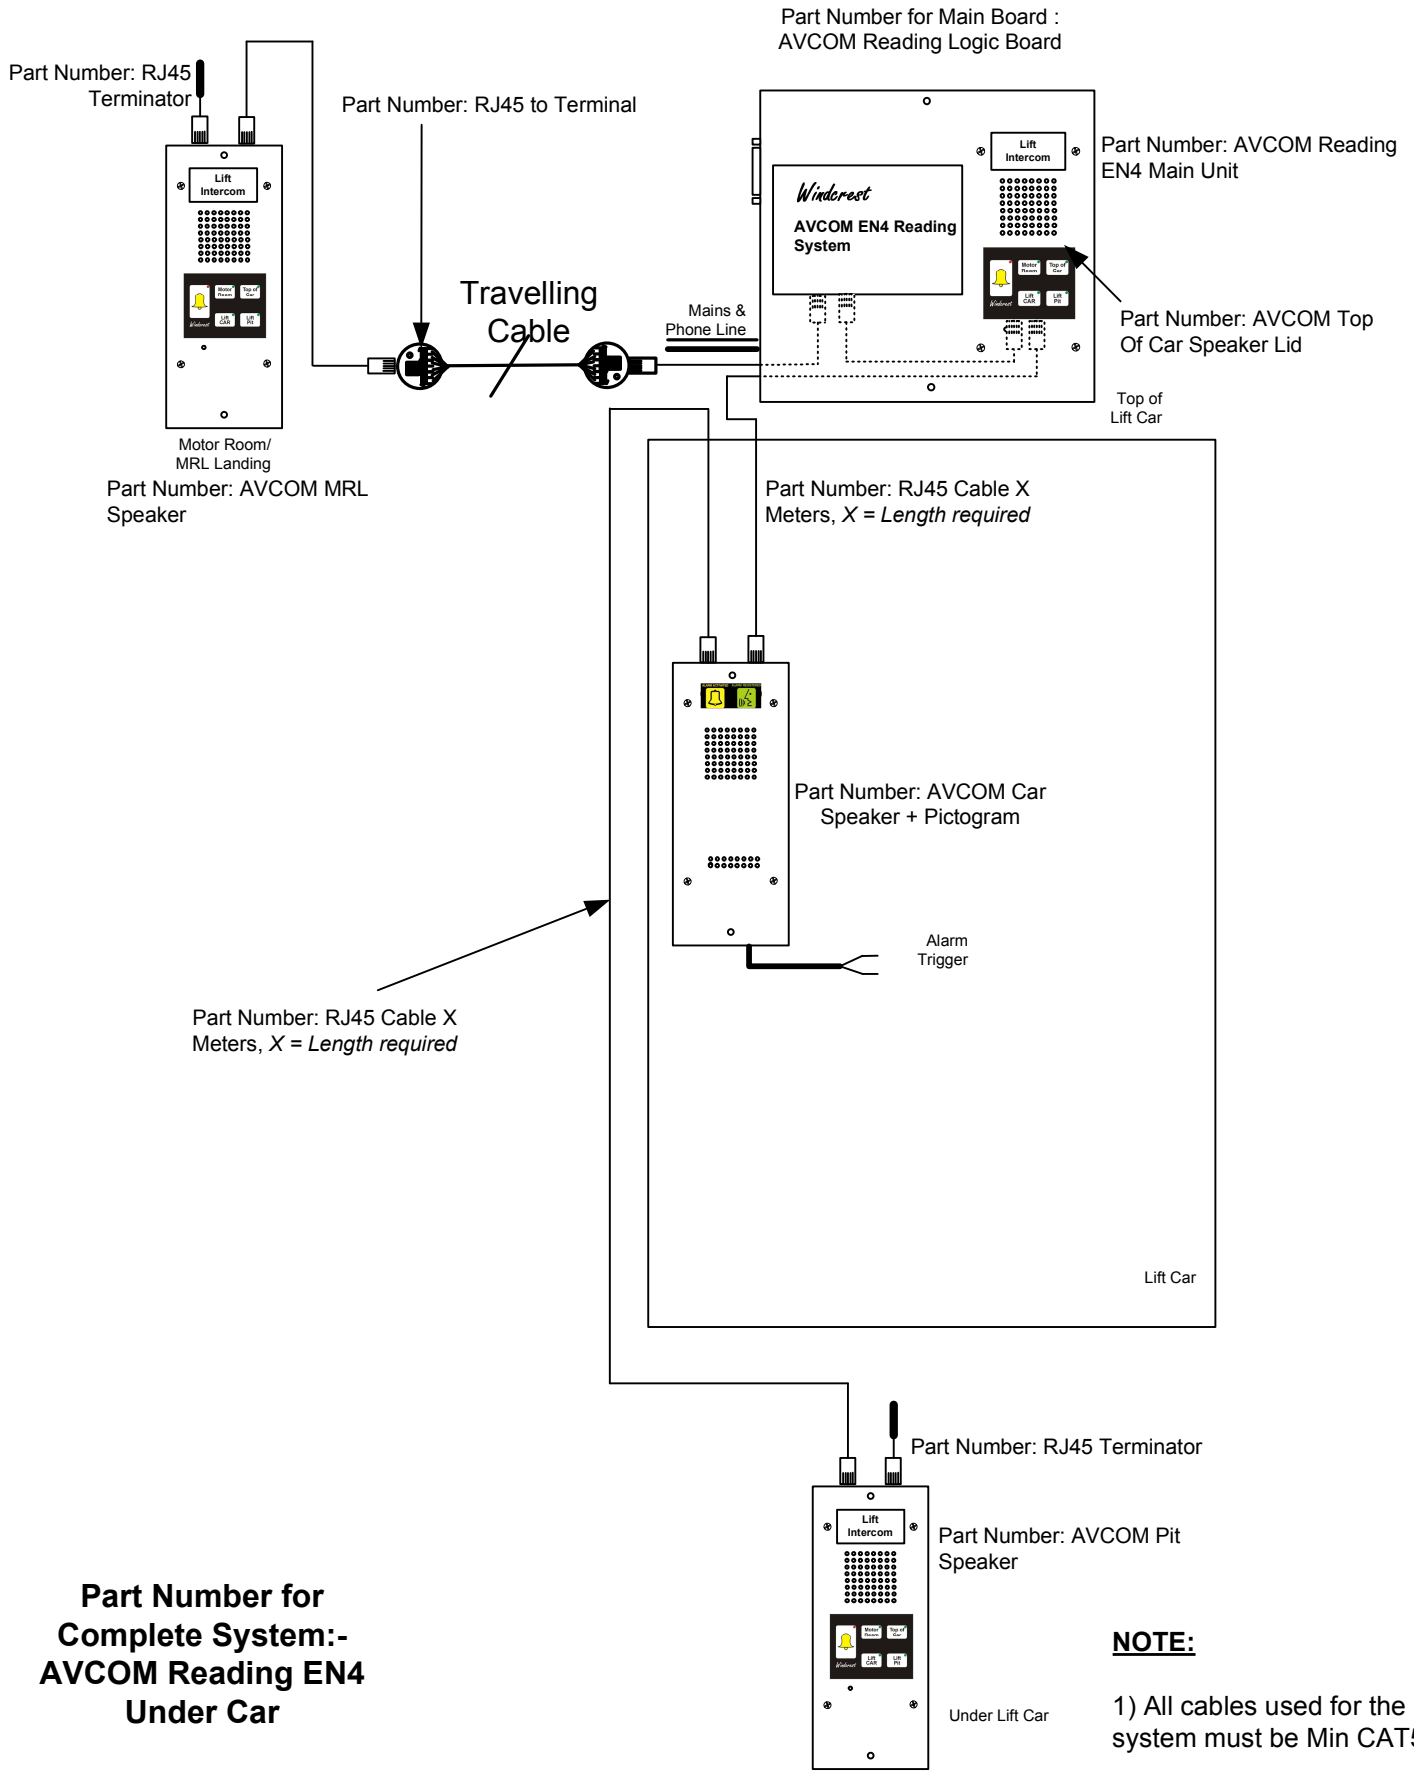 Part Number for Main Board :
AVCOM Reading Logic Board
Part Number: RJ45
Terminator
Part Number: RJ45 to Terminal
Part Number: AVCOM Reading
EN4 Main Unit
Lift
Intercom
Lift
Intercom
Windcrest
AVCOM EN4 Reading
System
Motor
Room
Top of
Car
Lift
CAR
Lift
Pit
Windcrest
Motor
Room
Top of
Car
Lift
CAR
Lift
Pit
Windcrest
Travelling
Cable
Mains &
Phone Line
Part Number: AVCOM Top
Of Car Speaker Lid
Top of
Lift Car
Motor Room/
MRL Landing
Part Number: AVCOM MRL
Speaker
Part Number: RJ45 Cable X
Meters, X = Length required
Part Number: AVCOM Car
Speaker + Pictogram
Alarm
Trigger
Part Number: RJ45 Cable X
Meters, X = Length required
Lift Car
Part Number: RJ45 Terminator
Lift
Intercom
Part Number: AVCOM Pit
Speaker
Motor
Room
Top of
Car
Lift
CAR
Lift
Pit
Windcrest
Under Lift Car
Part Number for
Complete System:-
AVCOM Reading EN4
Under Car
NOTE:
1) All cables used for the
system must be Min CAT5